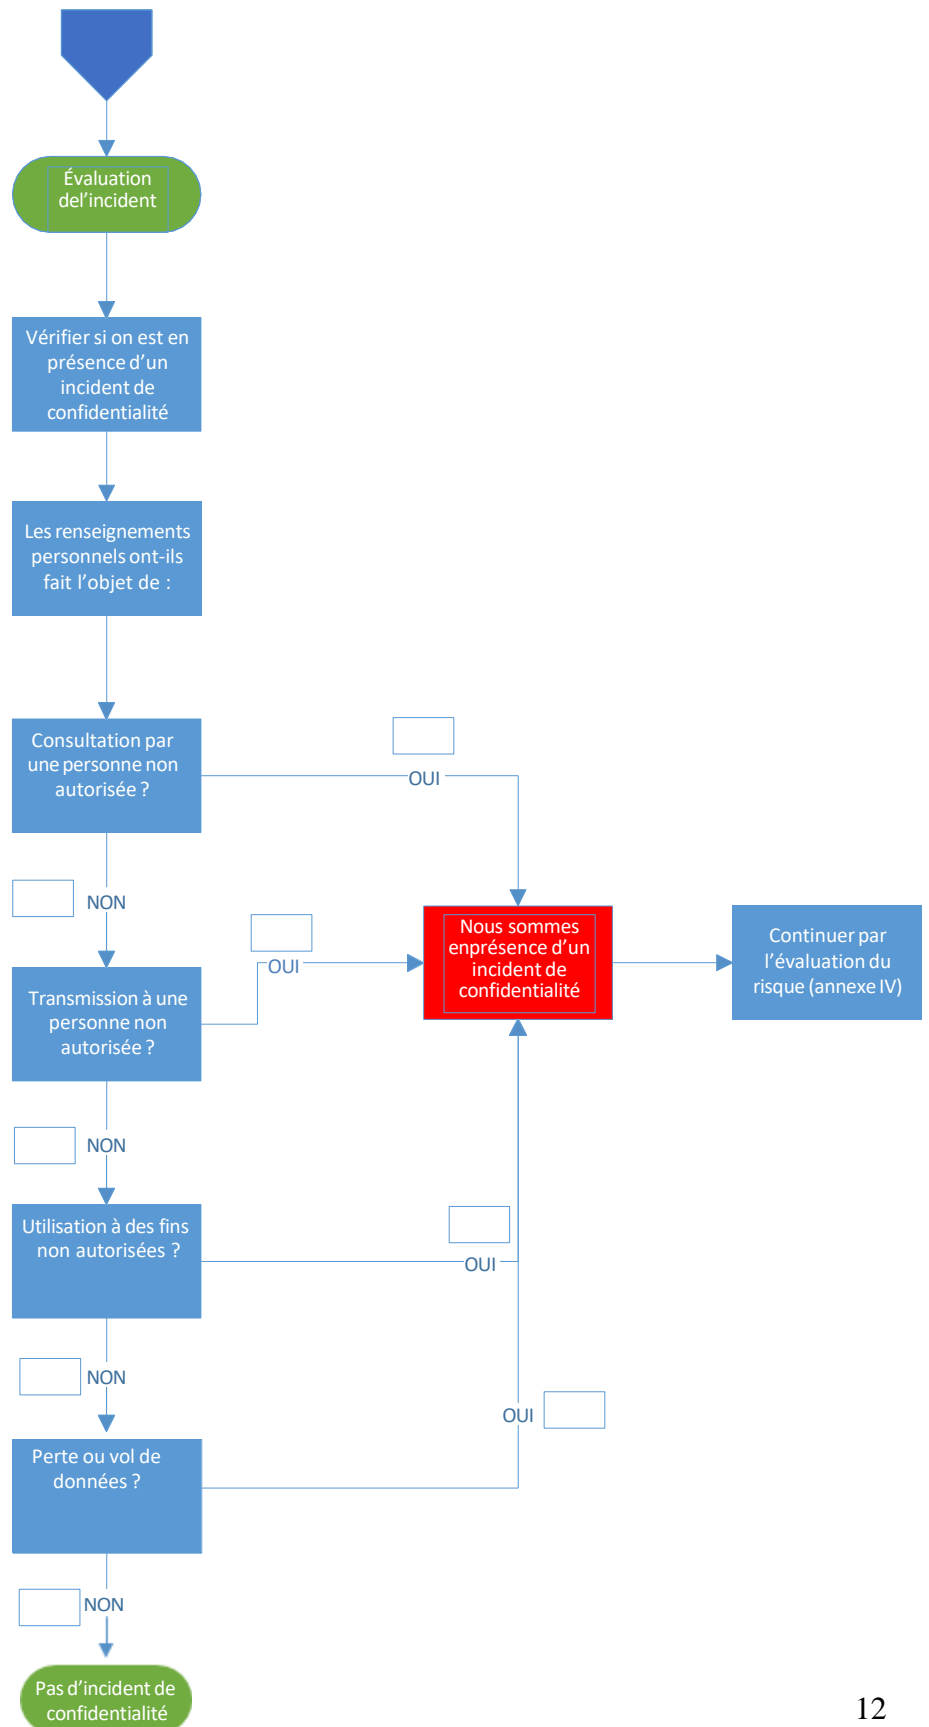 Évaluation
del’incident
Vérifier si on est en
présence d’un
incident de
confidentialité
Les renseignements
personnels ont-ils
fait l’objet de :
Consultation par
une personne non
autorisée ?
OUI
NON
Transmission à une
personne non
autorisée ?
OUI
Nous sommes
enprésence d’un
incident de
confidentialité
Continuer par
l’évaluation du
risque (annexe IV)
NON
Utilisation à des fins
non autorisées ?
OUI
NON
Perte ou vol de
données ?
OUI
NON
Pas d’incident de
confidentialité
12